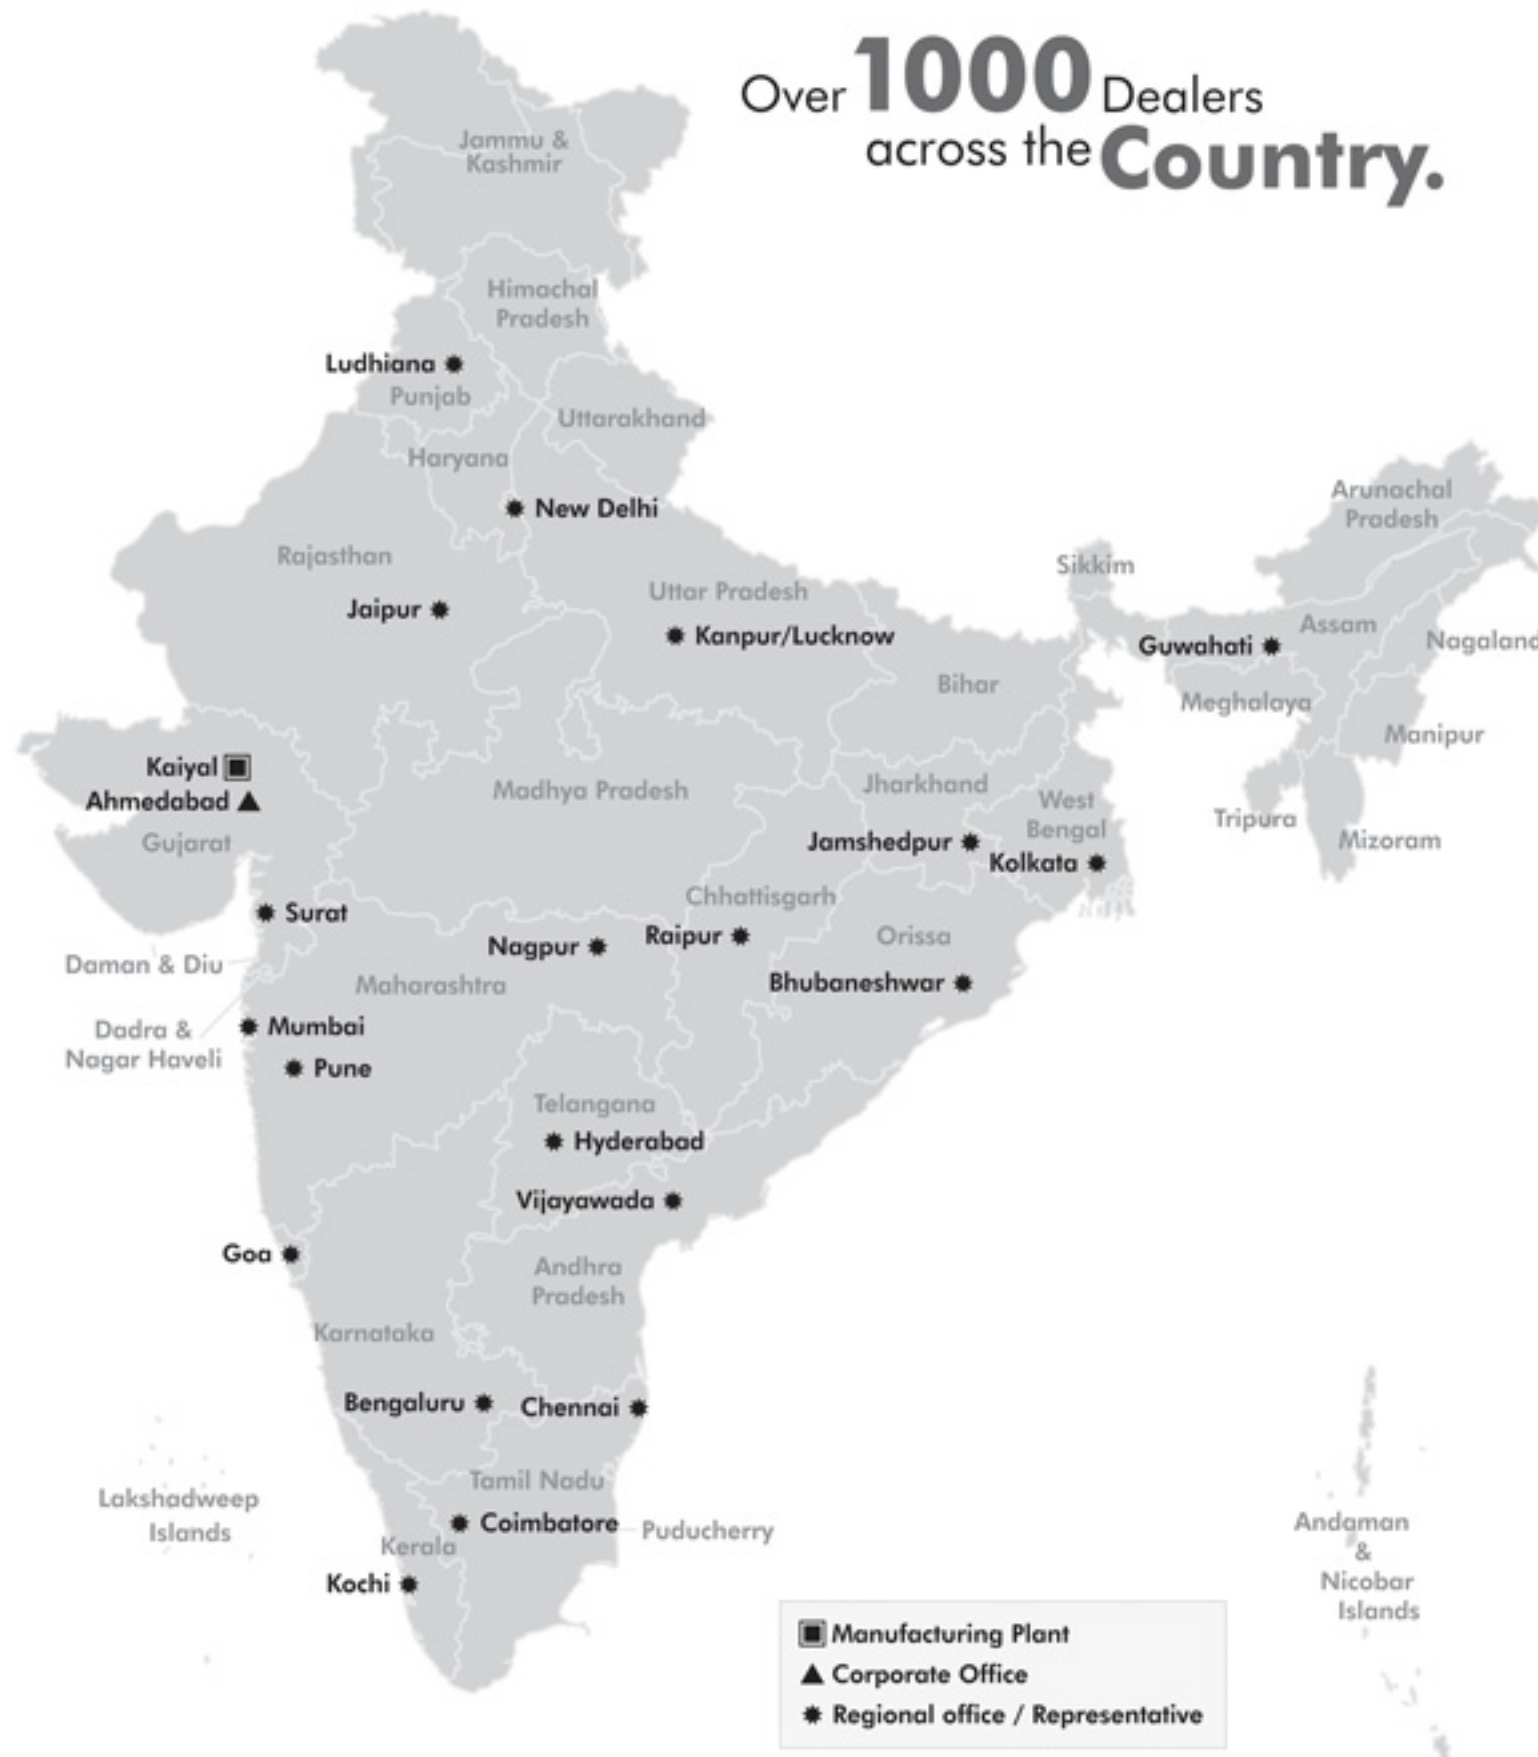 Over 1000 Dealers
across the Country.
Jammu &
Kashmir
Himachal
Pradesh
Ludhiana
Punjab
Uttarakhand
Haryana
New Delhi
Arunachal
Pradesh
Rajasthan
Sikkim
Uttar Pradesh
Jaipur
Kanpur/Lucknow
Assam
Guwahati
Nagaland
Bihar
Meghalaya
Manipur
Kaiyal
Ahmedabad
Gujarat
Madhya Pradesh
Jharkhand
West
Bengal
Tripura
Mizoram
Jamshedpur
Kolkata
Chhattisgarh
Surat
Nagpur
Raipur
Orissa
Daman & Diu
Maharashtra
Bhubaneshwar
Dadra &
Nagar Haveli
Mumbai
Pune
Telangana
Hyderabad
Vijayawada
Goa
Andhra
Pradesh
Karnataka
Bengaluru
Chennai
Tamil Nadu
Lakshadweep
Islands
Coimbatore
Puducherry
Kerala
Kochi
Andaman
&
Nicobar
Islands
Manufacturing Plant
Corporate Office
Regional office / Representative